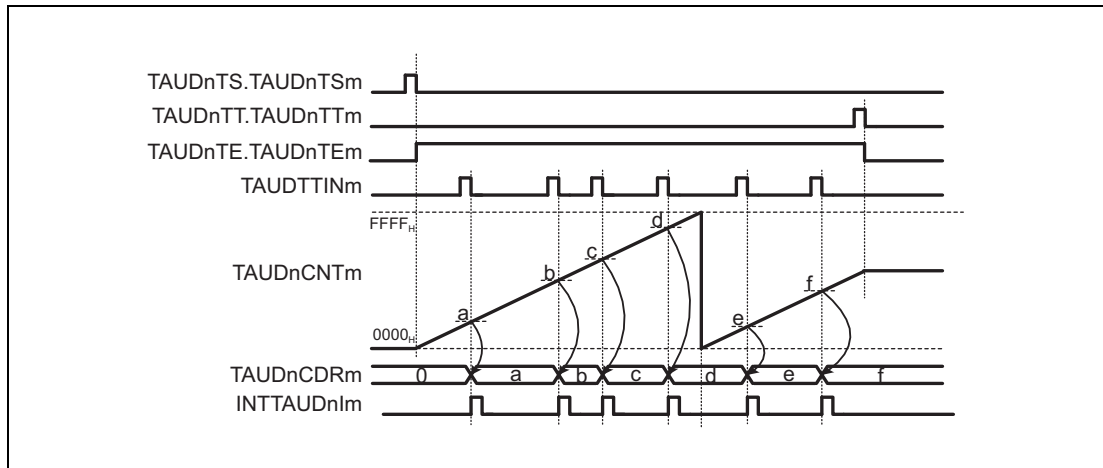 TAUDnTS.TAUDnTSm
TAUDnTT.TAUDnTTm
TAUDnTE.TAUDnTEm
TAUDTTINm
FFFFH
TAUDnCNTm
0000H
a
b
c
d
e
f
TAUDnCDRm
0 a b c d e f
INTTAUDnIm